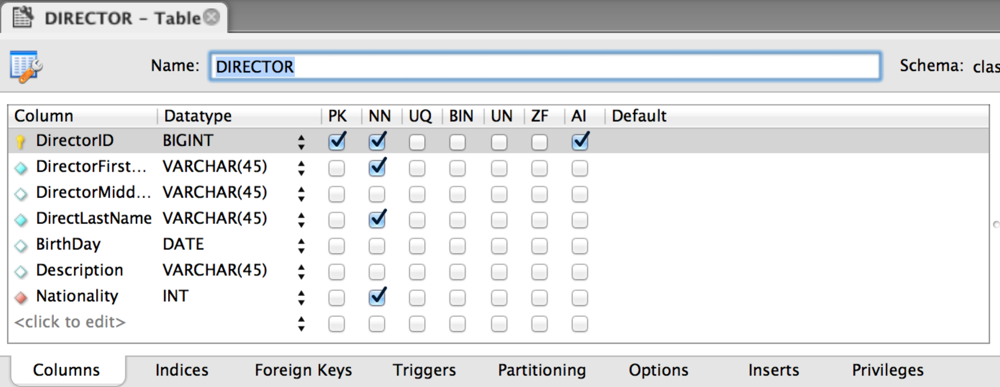 DIRECTOR - Table
Name: DIRECTOR Schema: clas
Column Datatype PK NN UQ BIN UN ZF AI Default
DirectorID BIGINT
DirectorFirst... VARCHAR(45)
DirectorMidd... VARCHAR(45)
DirectLastName VARCHAR(45)
BirthDay DATE
Description VARCHAR(45)
Nationality INT
<click to edit>
Columns Indices Foreign Keys Triggers Partitioning Options Inserts Privileges